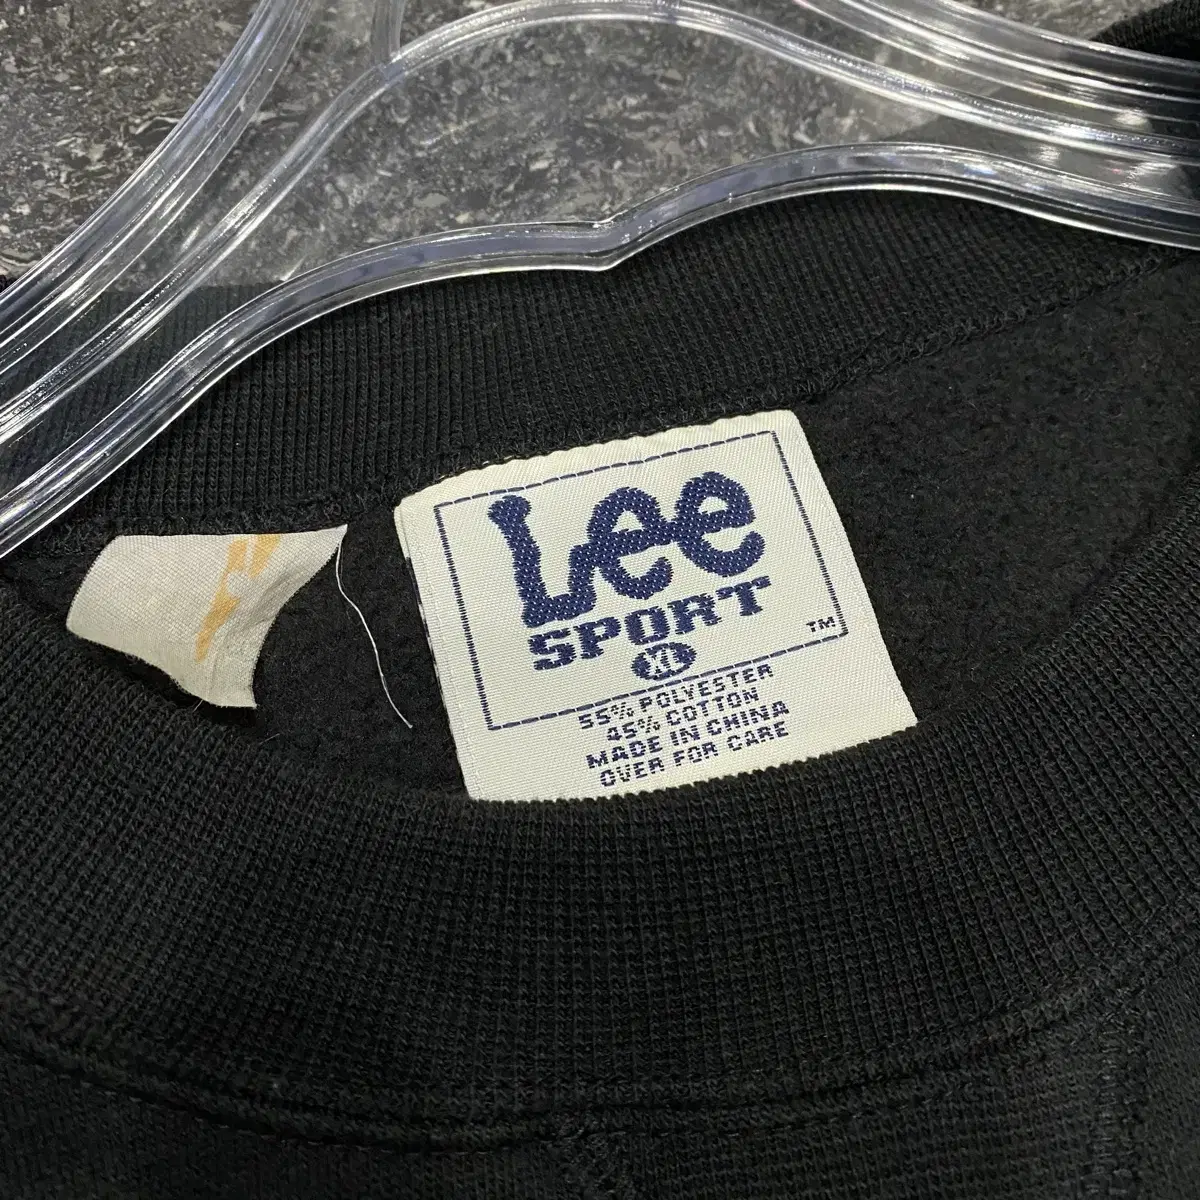 Lee
SPORT
TM
XL
55% POLYESTER
45% COTTON
MADE IN CHINA
OVER FOR CARE